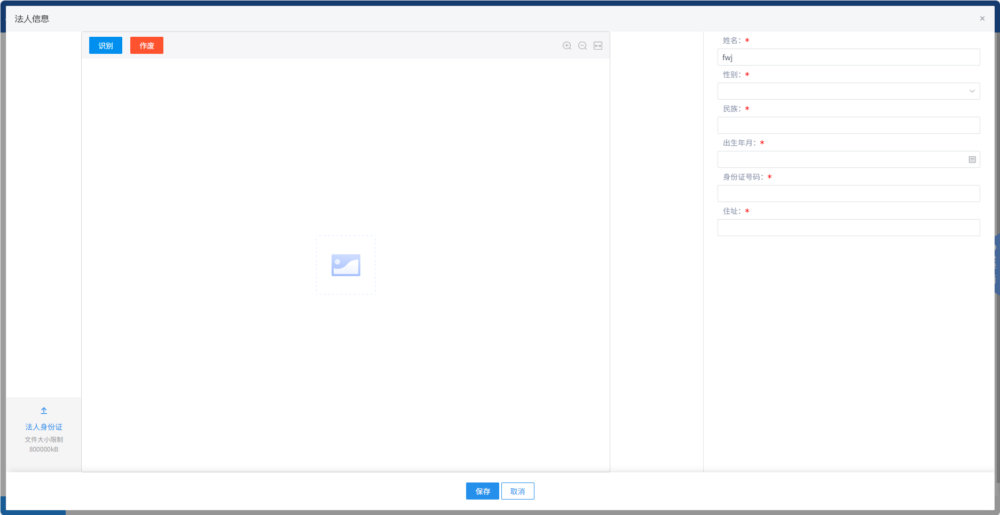 法人信息
识别
作废
姓名：*
fwj
性别：*
民族：*
出生年月：*
身份证号码：*
住址：*
法人身份证
文件大小限制
800000kB
保存
取消